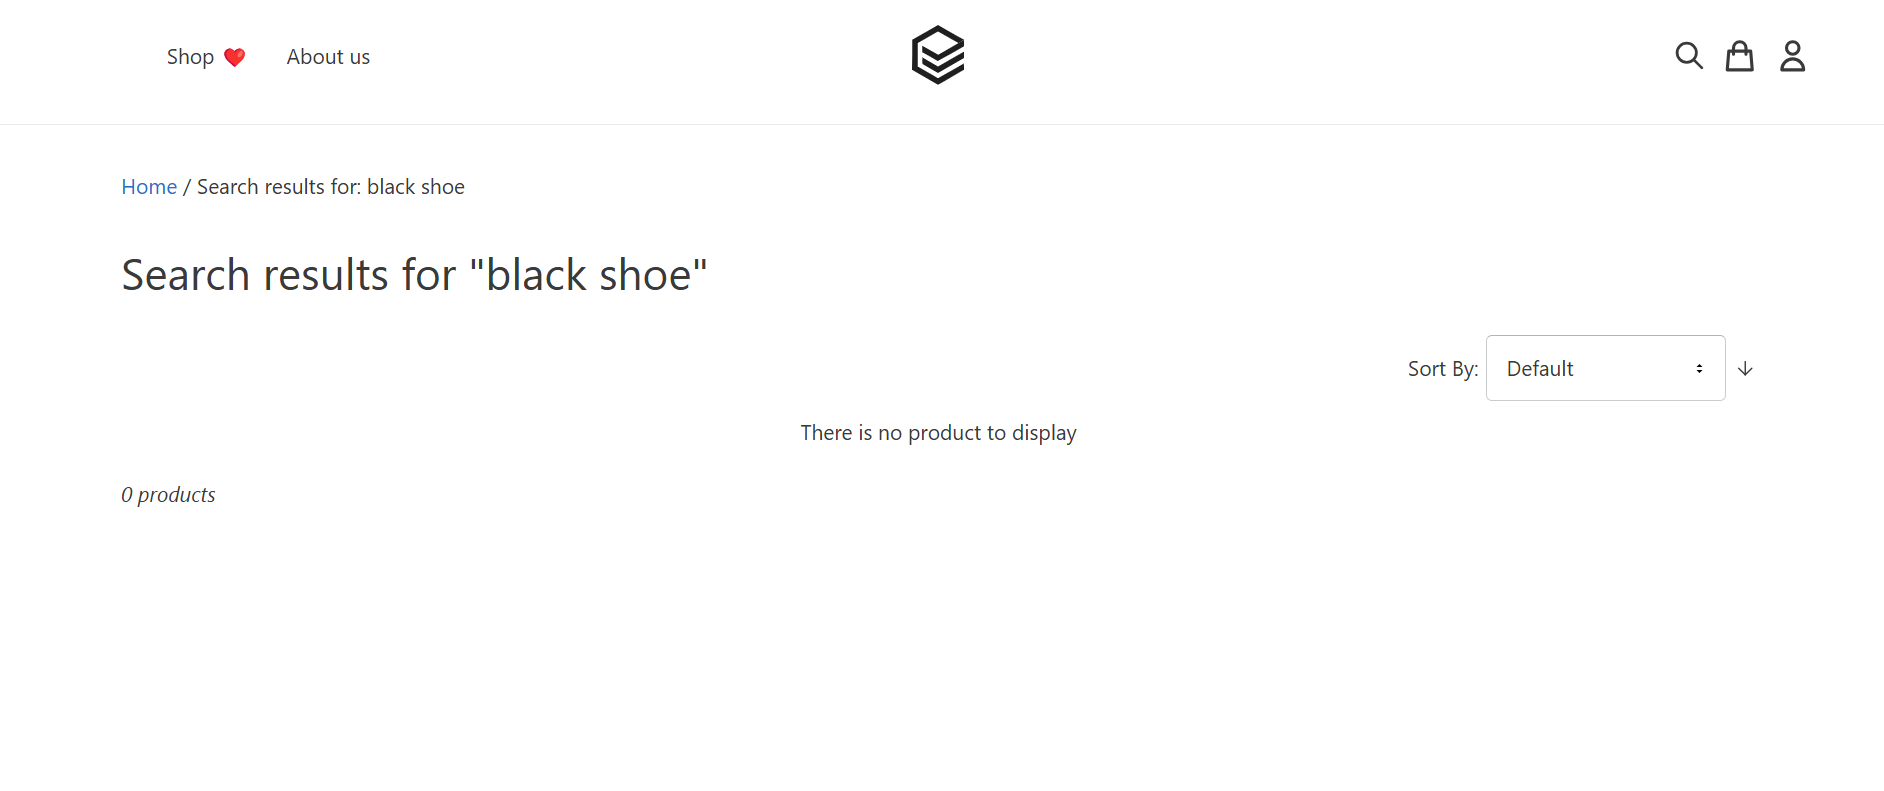 Shop ❤️ About us
Home / Search results for: black shoe
Search results for "black shoe"
Sort By: Default
There is no product to display
0 products